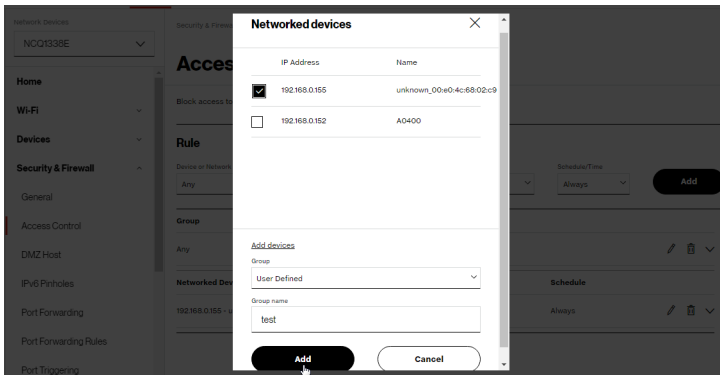 Network Devices
NCQ1338E
Home
Wi-Fi
Devices
Security & Firewall
General
Access Control
DMZ Host
IPv6 Pinholes
Port Forwarding
Port Forwarding Rules
Port Triggering
Security & Firew
Acces
Block access to
Rule
Device or Network
Any
Schedule/Time
Always
Add
Group
Any
Networked Dev
Schedule
192.168.0.155 - u
Always
Networked devices
IP Address Name
192.168.0.155 unknown_00:e0:4c:68:02:c9
192.168.0.152 A0400
Add devices
Group
User Defined
Group name
test
Add Cancel